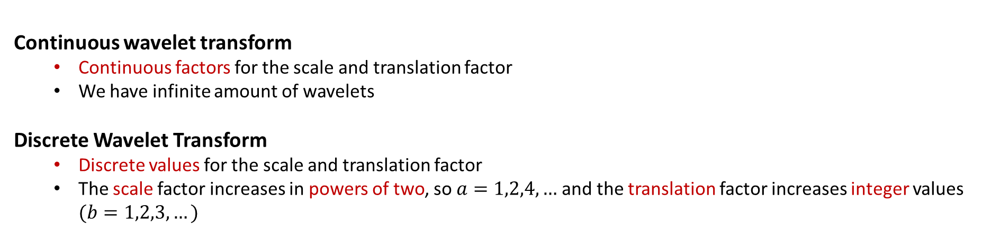 Continuous wavelet transform
• Continuous factors for the scale and translation factor
• We have infinite amount of wavelets
Discrete Wavelet Transform
• Discrete values for the scale and translation factor
• The scale factor increases in powers of two, so a = 1,2,4, … and the translation factor increases integer values
(b = 1,2,3, … )